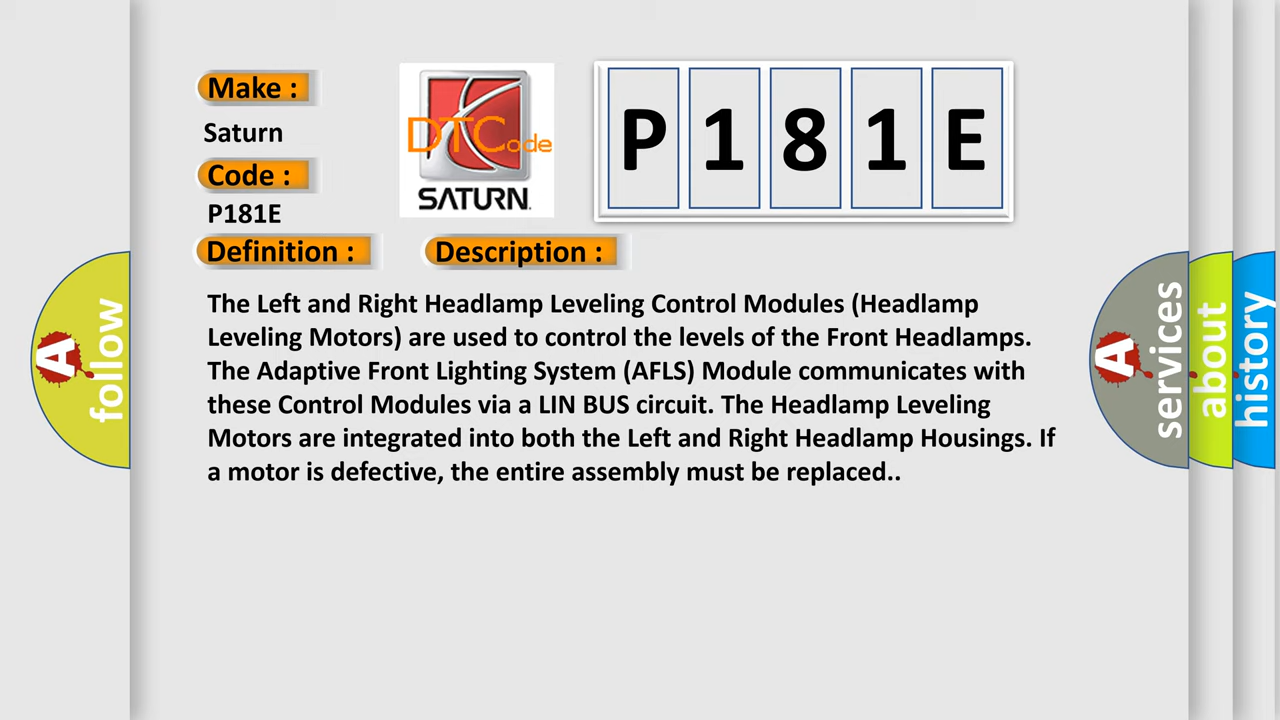 Make :
Saturn
Code :
P181E
Definition :
Description :
DTCode
SATURN.
P181E
The Left and Right Headlamp Leveling Control Modules (Headlamp
Leveling Motors) are used to control the levels of the Front Headlamps.
The Adaptive Front Lighting System (AFLS) Module communicates with
these Control Modules via a LIN BUS circuit. The Headlamp Leveling
Motors are integrated into both the Left and Right Headlamp Housings. If
a motor is defective, the entire assembly must be replaced..
A follow
A services
about
history